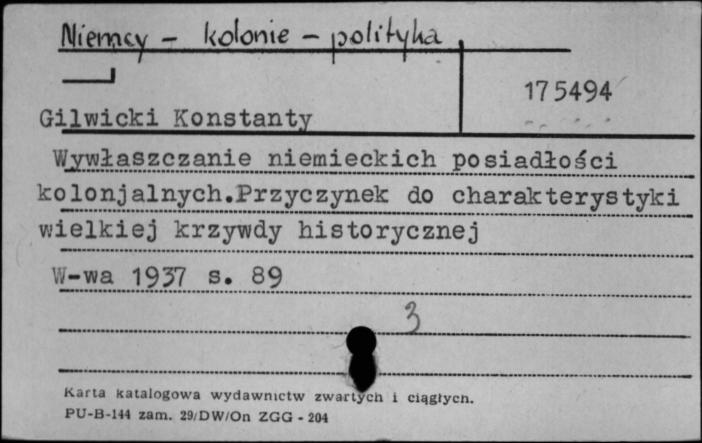 Niemcy - kolonie - polityka
175494
Gilwicki Konstanty
Wywłaszczanie niemieckich posiadłości
kolonjalnych.Przyczynek do charakterystyki
wielkiej krzywdy historycznej
W-wa 1937 s. 89
3
Karta katalogowa wydawnictw zwartych i ciągłych.
PU-B-144 zam. 29/DW/On ZGG - 204